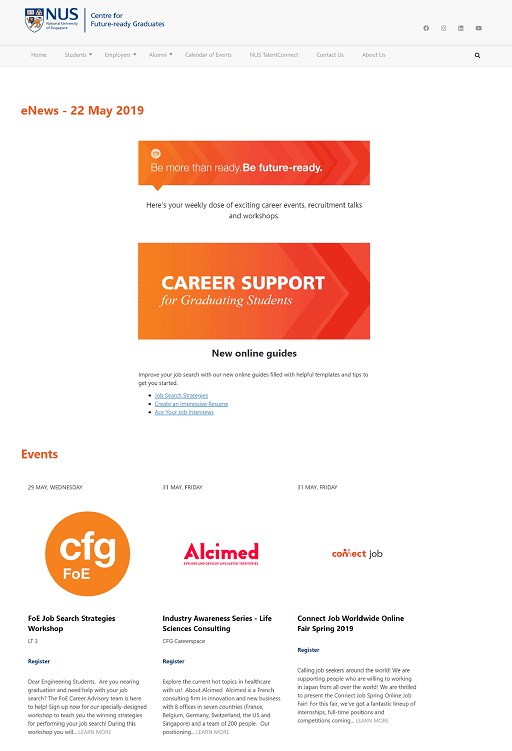 NUS
National University
of Singapore
Centre for
Future-ready Graduates
Home
Students
Employers
Alumni
Calendar of Events
NUS TalentConnect
Contact Us
About Us
eNews - 22 May 2019
cfg
Be more than ready. Be future-ready.
Here's your weekly dose of exciting career events, recruitment talks
and workshops.
CAREER SUPPORT
for Graduating Students
New online guides
Improve your job search with our new online guides filled with helpful templates and tips to
get you started.
Job Search Strategies
Create an Impressive Resume
Ace Your Job Interviews
Events
29 MAY, WEDNESDAY
cfg
FoE
FoE Job Search Strategies
Workshop
LT 3
Register
Dear Engineering Students, Are you nearing
graduation and need help with your job
search? The FoE Career Advisory team is here
to help! Sign up now for our specially-designed
workshop to teach you the winning strategies
for performing your job search! During this
workshop you will... LEARN MORE
31 MAY, FRIDAY
Alcimed
EXPLORE AND DEVELOP UNCHARTED TERRITORIES
Industry Awareness Series - Life
Sciences Consulting
CFG Careerspace
Register
Explore the current hot topics in healthcare
with us! About Alcimed Alcimed is a French
consulting firm in innovation and new business
with 8 offices in seven countries (France,
Belgium, Germany, Switzerland, the US and
Singapore) and a team of 200 people. Our
positioning... LEARN MORE
31 MAY, FRIDAY
connect job
Connect Job Worldwide Online
Fair Spring 2019
Register
Calling job seekers around the world! We are
supporting people who are willing to working
in Japan from all over the world! We are thrilled
to present the Connect Job Spring Online Job
Fair! For this fair, we've got a fantastic lineup of
internships, full-time positions and
competitions coming... LEARN MORE